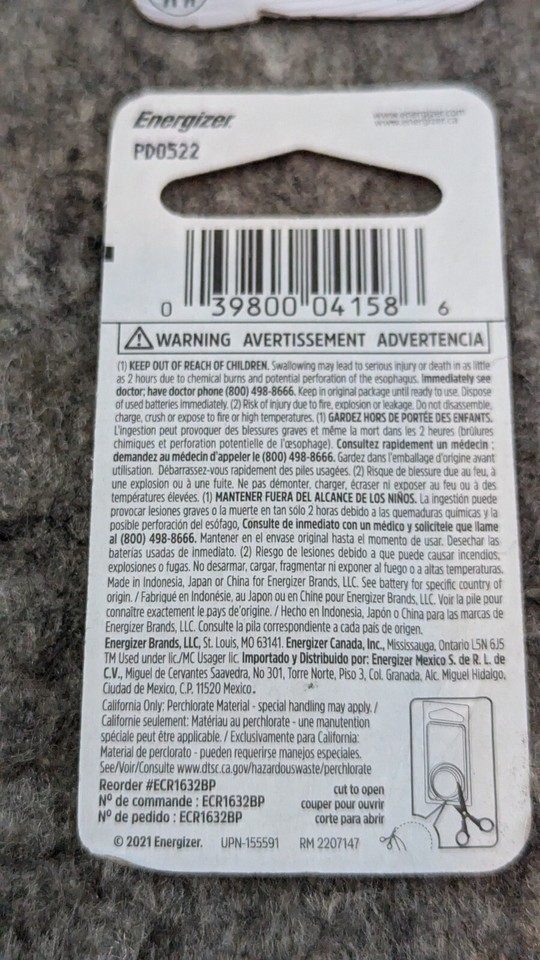 Energizer
www.energizer.com
www.energizer.ca
PD0522
0 39800 04158 6
WARNING AVERTISSEMENT ADVERTENCIA
(1) KEEP OUT OF REACH OF CHILDREN. Swallowing may lead to serious injury or death in as little
as 2 hours due to chemical burns and potential perforation of the esophagus. Immediately see
doctor; have doctor phone (800) 498-8666. Keep in original package until ready to use. Dispose
of used batteries immediately. (2) Risk of injury due to fire, explosion or leakage. Do not disassemble,
charge, crush or expose to fire or high temperatures. (1) GARDEZ HORS DE PORTÉE DES ENFANTS.
L'ingestion peut provoquer des blessures graves et même la mort dans les 2 heures (brûlures
chimiques et perforation potentielle de l'œsophage). Consultez rapidement un médecin ;
demandez au médecin d'appeler le (800) 498-8666. Gardez dans l'emballage d'origine avant
utilisation. Débarrassez-vous rapidement des piles usagées. (2) Risque de blessure due au feu, à
une explosion ou à une fuite. Ne pas démonter, charger, écraser ni exposer au feu ou à des
températures élevées. (1) MANTENER FUERA DEL ALCANCE DE LOS NIÑOS. La ingestión puede
provocar lesiones graves o la muerte en tan sólo 2 horas debido a las quemaduras químicas y la
posible perforación del esófago, Consulte de inmediato con un médico y solicítele que llame
al (800) 498-8666. Mantener en el envase original hasta el momento de usar. Desechar las
baterías usadas de inmediato. (2) Riesgo de lesiones debido a que puede causar incendios,
explosiones o fugas. No desarmar, cargar, fragmentar ni exponer al fuego o a altas temperaturas.
Made in Indonesia, Japan or China for Energizer Brands, LLC. See battery for specific country of
origin. / Fabriqué en Indonésie, au Japon ou en Chine pour Energizer Brands, LLC. Voir la pile pour
connaître exactement le pays d'origine. / Hecho en Indonesia, Japón o China para las marcas de
Energizer Brands, LLC. Consulte la pila correspondiente a cada país de origen.
Energizer Brands, LLC, St. Louis, MO 63141. Energizer Canada, Inc., Mississauga, Ontario L5N 6J5
TM Used under lic./MC Usager lic. Importado y Distribuido por: Energizer Mexico S. de R. L. de
C.V., Miguel de Cervantes Saavedra, No 301, Torre Norte, Piso 3, Col. Granada, Alc. Miguel Hidalgo,
Ciudad de Mexico, C.P. 11520 Mexico.
California Only: Perchlorate Material - special handling may apply. /
Californie seulement: Matériau au perchlorate - une manutention
spéciale peut être applicable. / Exclusivamente para California:
Material de perclorato - pueden requerirse manejos especiales.
See/Voir/Consulte www.dtsc.ca.gov/hazardouswaste/perchlorate
Reorder #ECR1632BP
Nº de commande : ECR1632BP
Nº de pedido : ECR1632BP
cut to open
couper pour ouvrir
corte para abrir
© 2021 Energizer. UPN-155591 RM 2207147